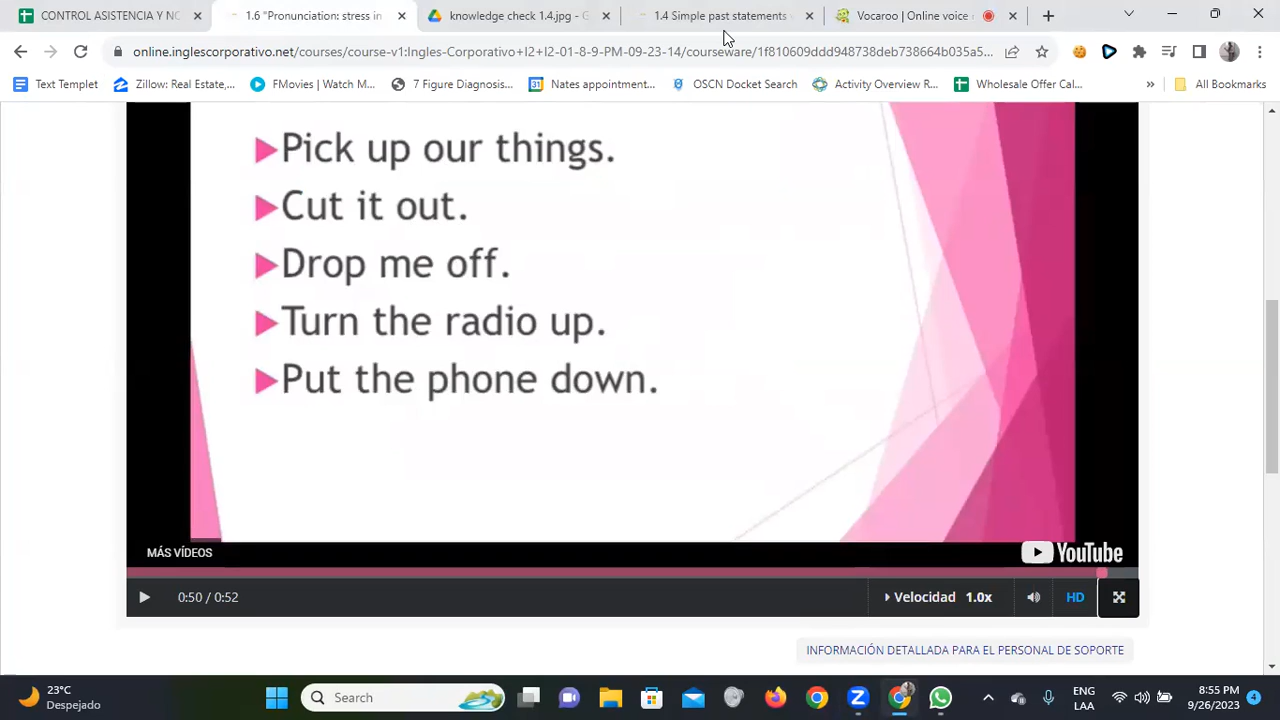 CONTROL ASISTENCIA Y NO
1.6 "Pronunciation: stress in
knowledge check 1.4.jpg - G
1.4 Simple past statements
Vocaroo | Online voice
online.inglescorporativo.net/courses/course-v1:Ingles-Corporativo+I2+I2-01-8-9-PM-09-23-14/courseware/1f810609ddd948738deb738664b035a5...
Text Templet
Zillow: Real Estate,...
FMovies | Watch M...
7 Figure Diagnosis...
Nates appointment...
OSCN Docket Search
Activity Overview R...
Wholesale Offer Cal...
All Bookmarks
Pick up our things.
Cut it out.
Drop me off.
Turn the radio up.
Put the phone down.
MÁS VÍDEOS
YouTube
0:50 / 0:52
Velocidad 1.0x
HD
INFORMACIÓN DETALLADA PARA EL PERSONAL DE SOPORTE
23°C
Despejado
Search
ENG
LAA
8:55 PM
9/26/2023
4